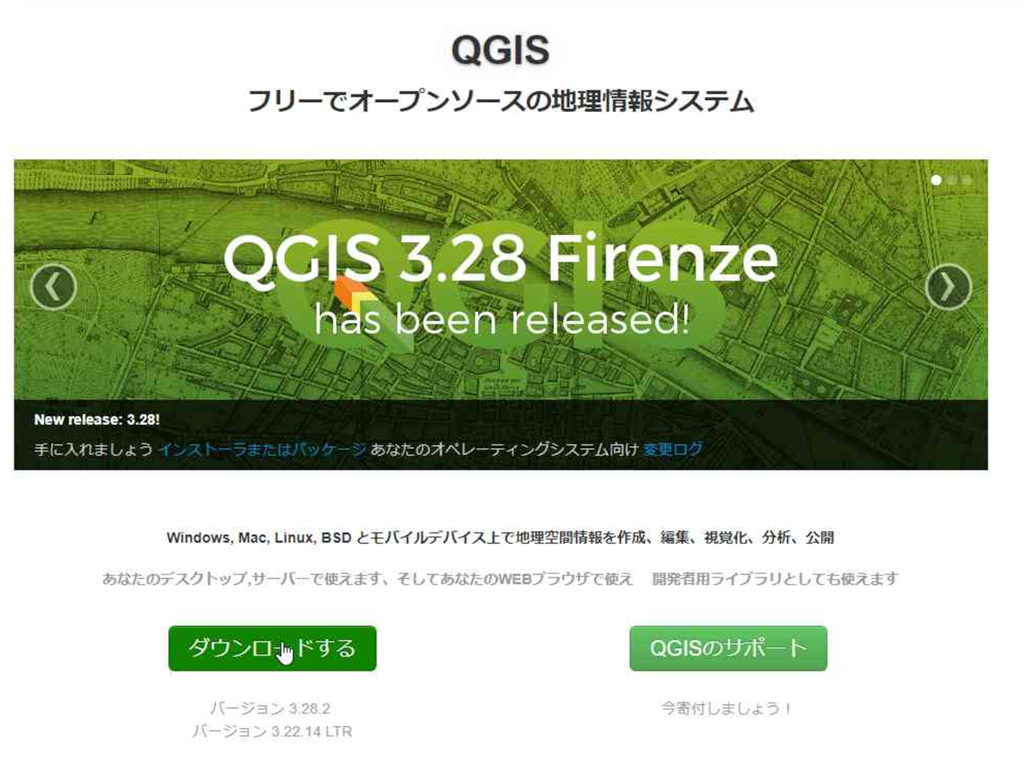 QGIS
フリーでオープンソースの地理情報システム
QGIS 3.28 Firenze
has been released!
New release: 3.28!
手に入れましょう インストーラまたはパッケージ あなたのオペレーティングシステム向け 変更ログ
Windows, Mac, Linux, BSD とモバイルデバイス上で地理空間情報を作成、編集、視覚化、分析、公開
あなたのデスクトップ,サーバーで使えます、そしてあなたのWEBブラウザで使え 開発者用ライブラリとしても使えます
ダウンロードする
QGISのサポート
バージョン 3.28.2
今寄付しましょう！
バージョン 3.22.14 LTR